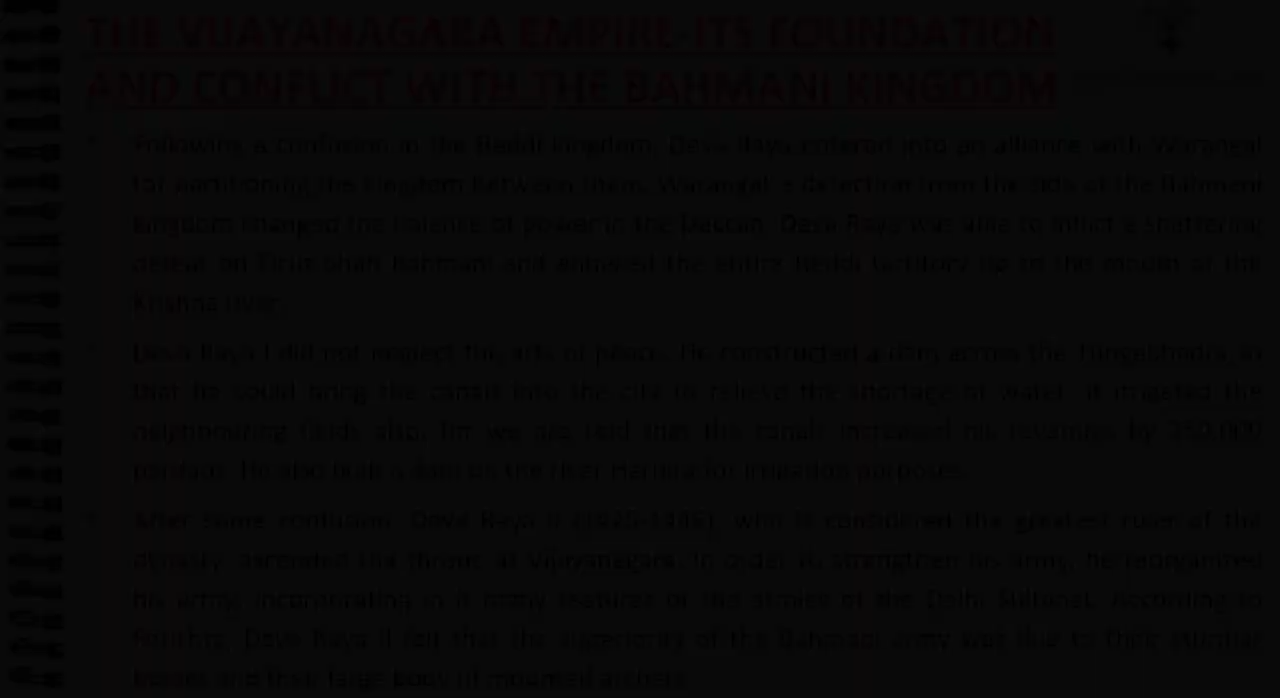 THE VIJAYANAGARA EMPIRE-ITS FOUNDATION
AND CONFLICT WITH THE BAHMANI KINGDOM
Following a confusion in the Reddi kingdom, Deva Raya entered into an alliance with Warangal
for partitioning the kingdom between them. Warangal's defection from the side of the Bahmani
kingdom changed the balance of power in the Deccan. Deva Raya was able to inflict a shattering
defeat on Firuz Shah Bahmani and annexed the entire Reddi territory up to the mouth of the
Krishna river.
Deva Raya I did not neglect the arts of peace. He constructed a dam across the Tungabhadra so
that he could bring the canals into the city to relieve the shortage of water. It irrigated the
neighbouring fields also, for we are told that the canals increased his revenues by 350,000
pardaos. He also built a dam on the river Haridra for irrigation purposes.
After some confusion, Deva Raya II (1425-1446), who is considered the greatest ruler of the
dynasty, ascended the throne at Vijayanagara. In order to strengthen his army, he reorganized
his army, incorporating in it many features of the armies of the Delhi Sultanat. According to
Ferishta, Deva Raya II felt that the superiority of the Bahmani army was due to their sturdier
horses and their large body of mounted archers.